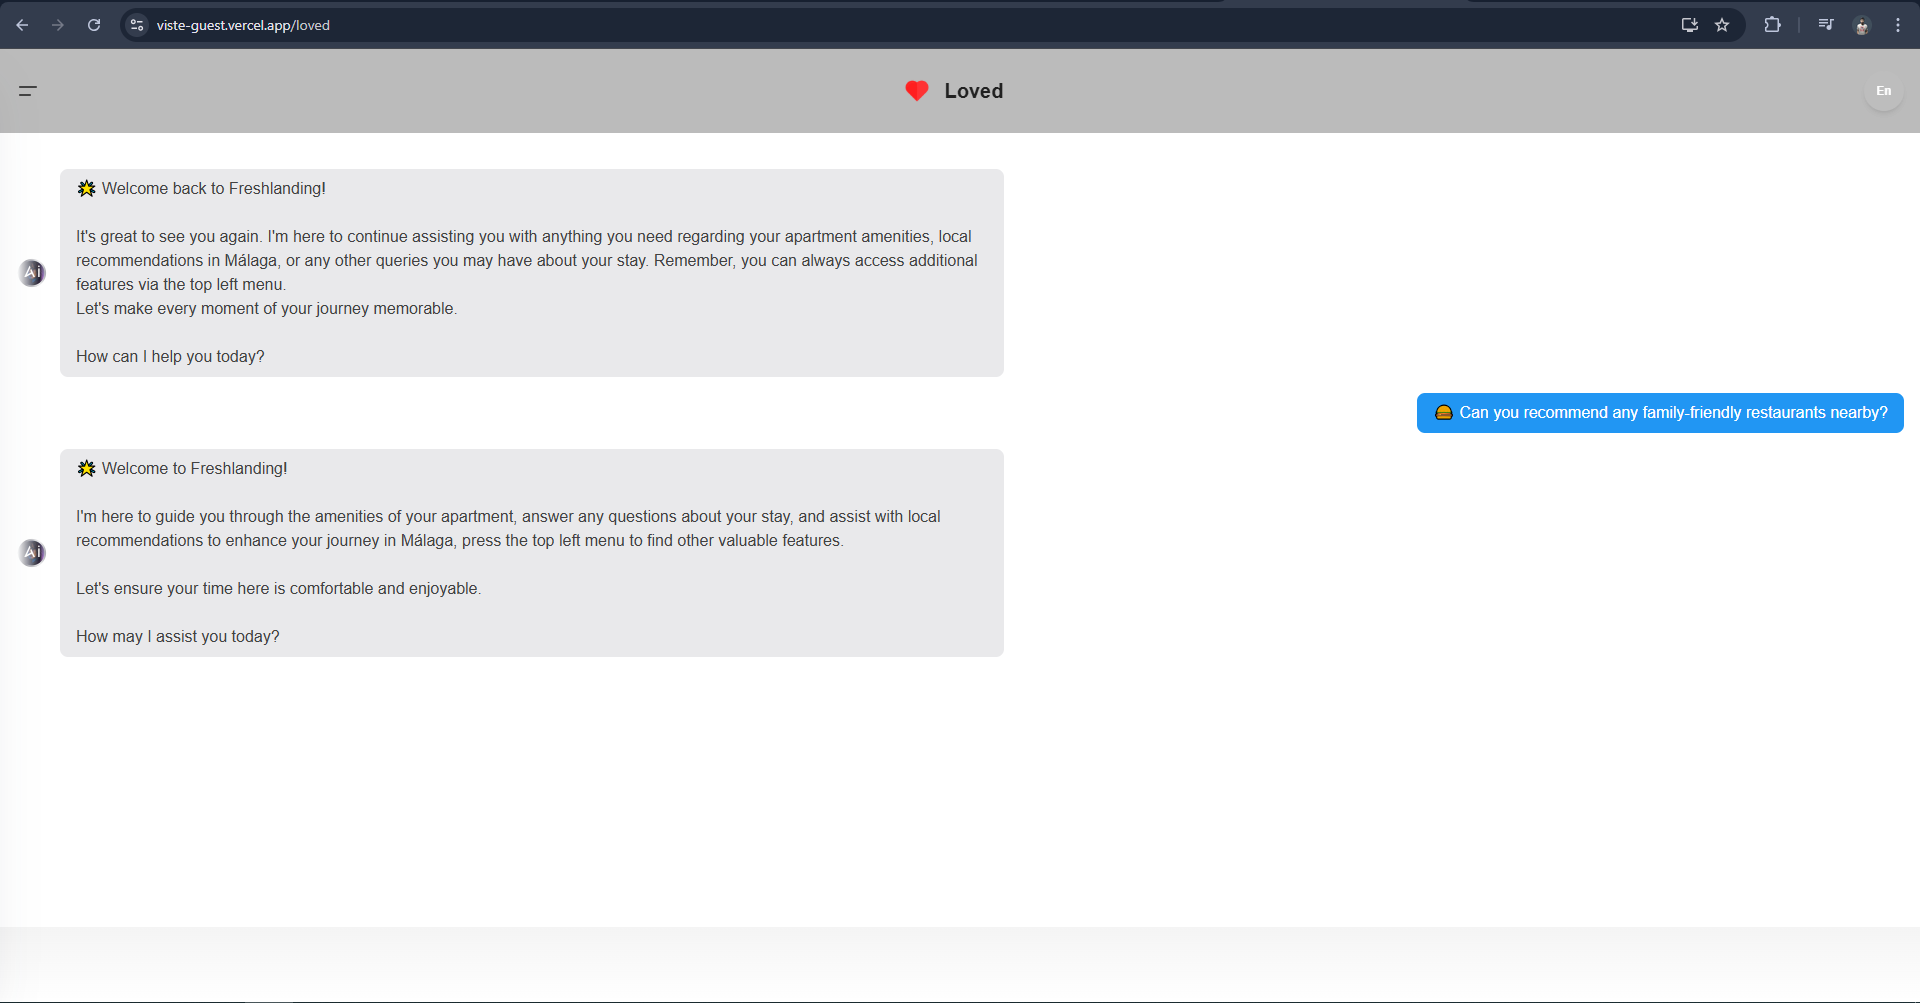 viste-guest.vercel.app/loved
Loved
En
Welcome back to Freshlanding!
It's great to see you again. I'm here to continue assisting you with anything you need regarding your apartment amenities, local
recommendations in Málaga, or any other queries you may have about your stay. Remember, you can always access additional
features via the top left menu.
Let's make every moment of your journey memorable.
How can I help you today?
Ai
Can you recommend any family-friendly restaurants nearby?
Welcome to Freshlanding!
I'm here to guide you through the amenities of your apartment, answer any questions about your stay, and assist with local
recommendations to enhance your journey in Málaga, press the top left menu to find other valuable features.
Let's ensure your time here is comfortable and enjoyable.
How may I assist you today?
Ai